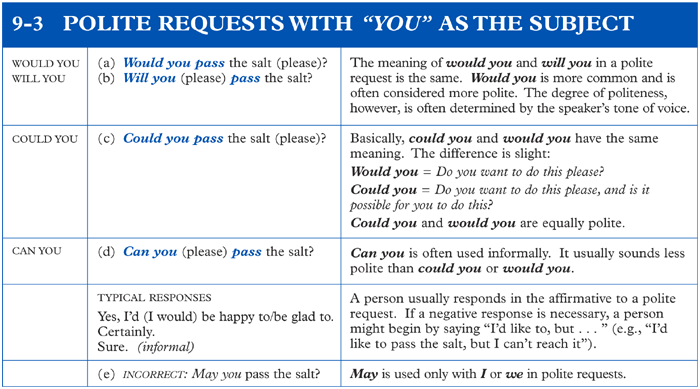 9-3 POLITE REQUESTS WITH “YOU” AS THE SUBJECT
WOULD YOU
WILL YOU
(a) Would you pass the salt (please)?
(b) Will you (please) pass the salt?
The meaning of would you and will you in a polite
request is the same. Would you is more common and is
often considered more polite. The degree of politeness,
however, is often determined by the speaker’s tone of voice.
COULD YOU
(c) Could you pass the salt (please)?
Basically, could you and would you have the same
meaning. The difference is slight:
Would you = Do you want to do this please?
Could you = Do you want to do this please, and is it
possible for you to do this?
Could you and would you are equally polite.
CAN YOU
(d) Can you (please) pass the salt?
Can you is often used informally. It usually sounds less
polite than could you or would you.
TYPICAL RESPONSES
Yes, I’d (I would) be happy to/be glad to.
Certainly.
Sure. (informal)
A person usually responds in the affirmative to a polite
request. If a negative response is necessary, a person
might begin by saying “I’d like to, but . . . ” (e.g., “I’d
like to pass the salt, but I can’t reach it”).
(e) INCORRECT: May you pass the salt?
May is used only with I or we in polite requests.